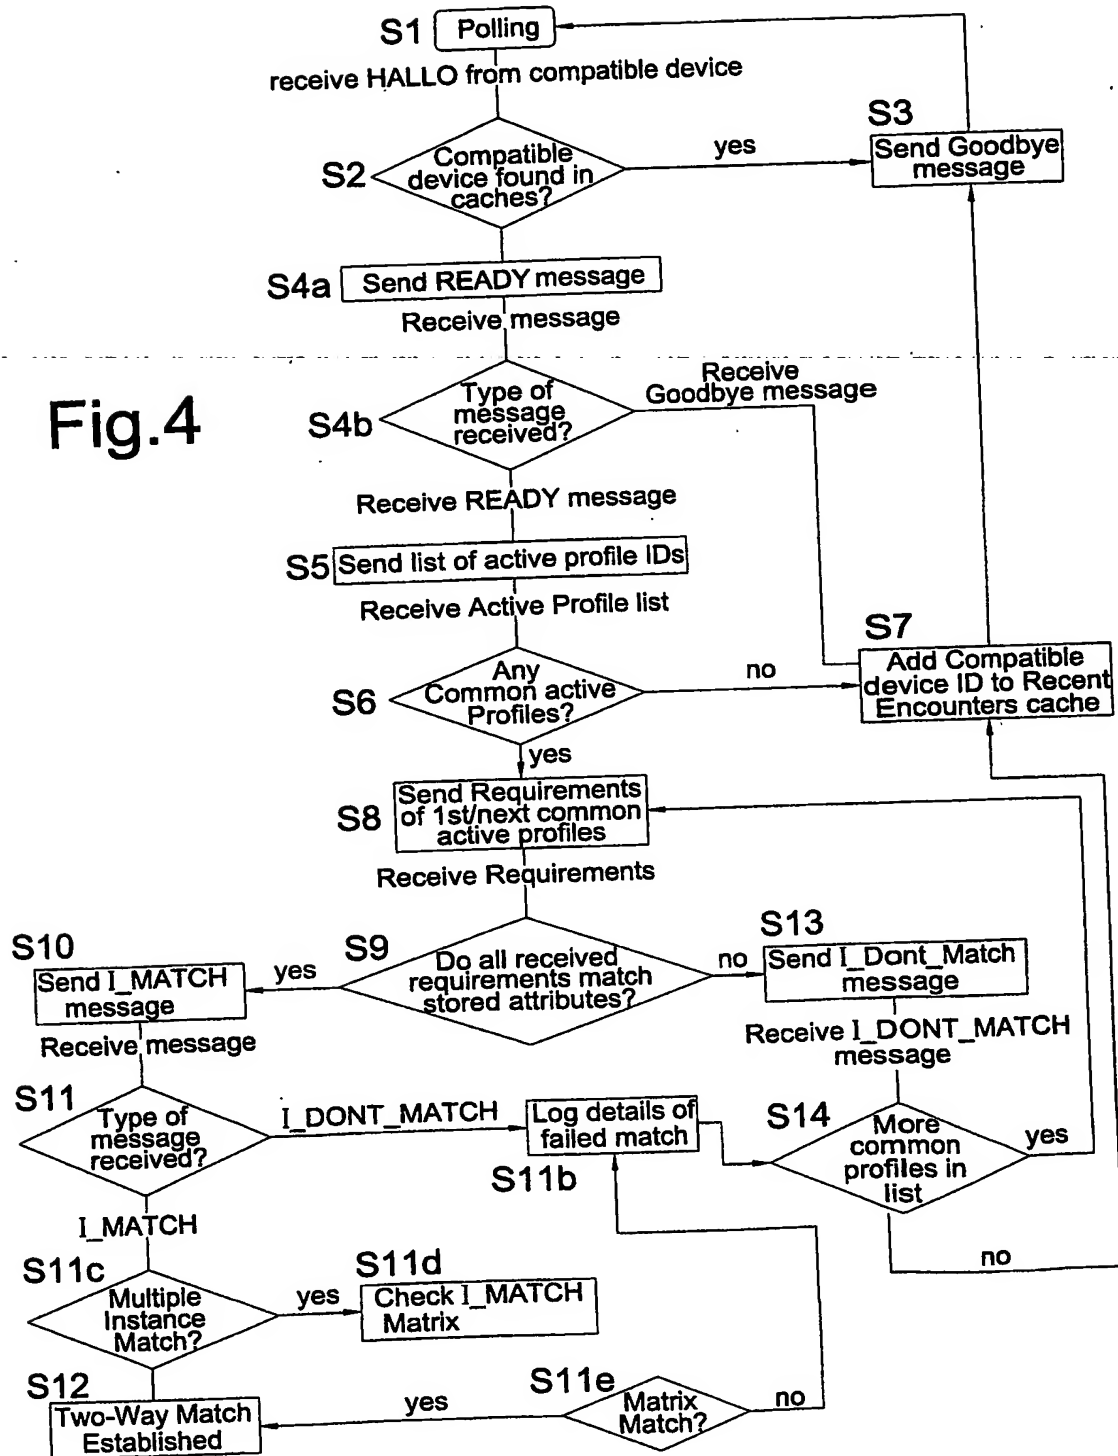 S1
Polling
receive HALLO from compatible device
S2
Compatible
device found in
caches?
yes
S3
Send Goodbye
message
S4a
Send READY message
Receive message
Fig.4
S4b
Type of
message
received?
Receive
Goodbye message
Receive READY message
S5
Send list of active profile IDs
Receive Active Profile list
S6
Any
Common active
Profiles?
no
S7
Add Compatible
device ID to Recent
Encounters cache
yes
S8
Send Requirements
of 1st/next common
active profiles
Receive Requirements
S9
Do all received
requirements match
stored attributes?
yes
S10
Send I_MATCH
message
Receive message
no
S13
Send I_Dont_Match
message
Receive I_DONT_MATCH
message
S11
Type of
message
received?
I_DONT_MATCH
Log details of
failed match
S11b
S14
More
common
profiles in
list
yes
no
I_MATCH
S11c
Multiple
Instance
Match?
yes
S11d
Check I_MATCH
Matrix
S12
Two-Way Match
Established
yes
S11e
Matrix
Match?
no